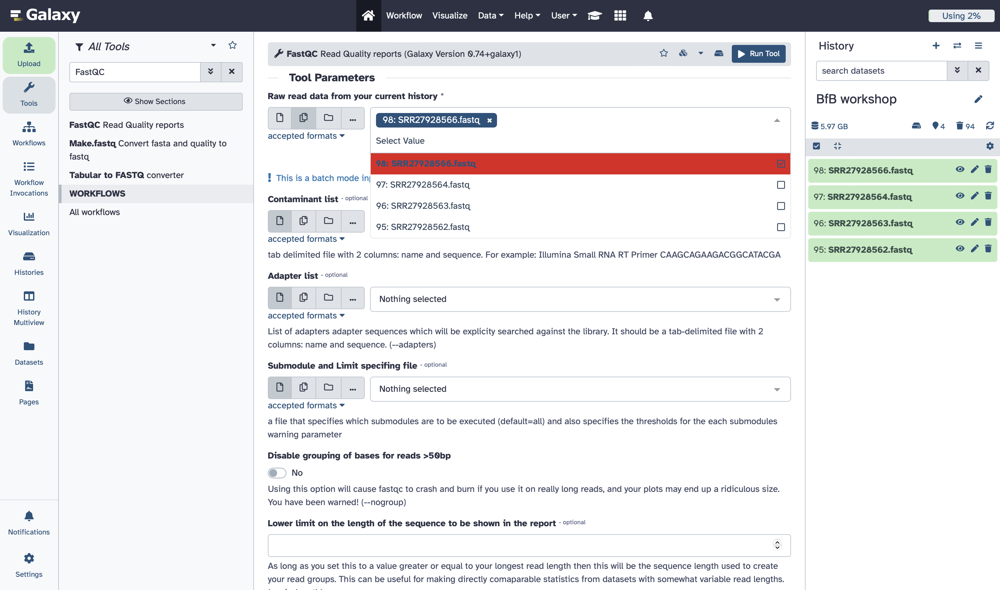 Galaxy
Workflow Visualize Data Help User
Using 2%
Upload
Tools
Workflows
Workflow
Invocations
Visualization
Histories
History
Multiview
Datasets
Pages
Notifications
Settings
All Tools
FastQC
Show Sections
FastQC Read Quality reports
Make.fastq Convert fasta and quality to
fastq
Tabular to FASTQ converter
WORKFLOWS
All workflows
FastQC Read Quality reports (Galaxy Version 0.74+galaxy1)
Run Tool
Tool Parameters
Raw read data from your current history *
98: SRR27928566.fastq
accepted formats
Select Value
98: SRR27928566.fastq
This is a batch mode in
97: SRR27928564.fastq
Contaminant list - optional
96: SRR27928563.fastq
95: SRR27928562.fastq
accepted formats
tab delimited file with 2 columns: name and sequence. For example: Illumina Small RNA RT Primer CAAGCAGAAGACGGCATACGA
Adapter list - optional
Nothing selected
accepted formats
List of adapters adapter sequences which will be explicity searched against the library. It should be a tab-delimited file with 2
columns: name and sequence. (--adapters)
Submodule and Limit specifing file - optional
Nothing selected
accepted formats
a file that specifies which submodules are to be executed (default=all) and also specifies the thresholds for the each submodules
warning parameter
Disable grouping of bases for reads >50bp
No
Using this option will cause fastqc to crash and burn if you use it on really long reads, and your plots may end up a ridiculous size.
You have been warned! (--nogroup)
Lower limit on the length of the sequence to be shown in the report - optional
As long as you set this to a value greater or equal to your longest read length then this will be the sequence length used to create
your read groups. This can be useful for making directly comaparable statistics from datasets with somewhat variable read lengths.
History
search datasets
BfB workshop
5.97 GB
4
94
98: SRR27928566.fastq
97: SRR27928564.fastq
96: SRR27928563.fastq
95: SRR27928562.fastq